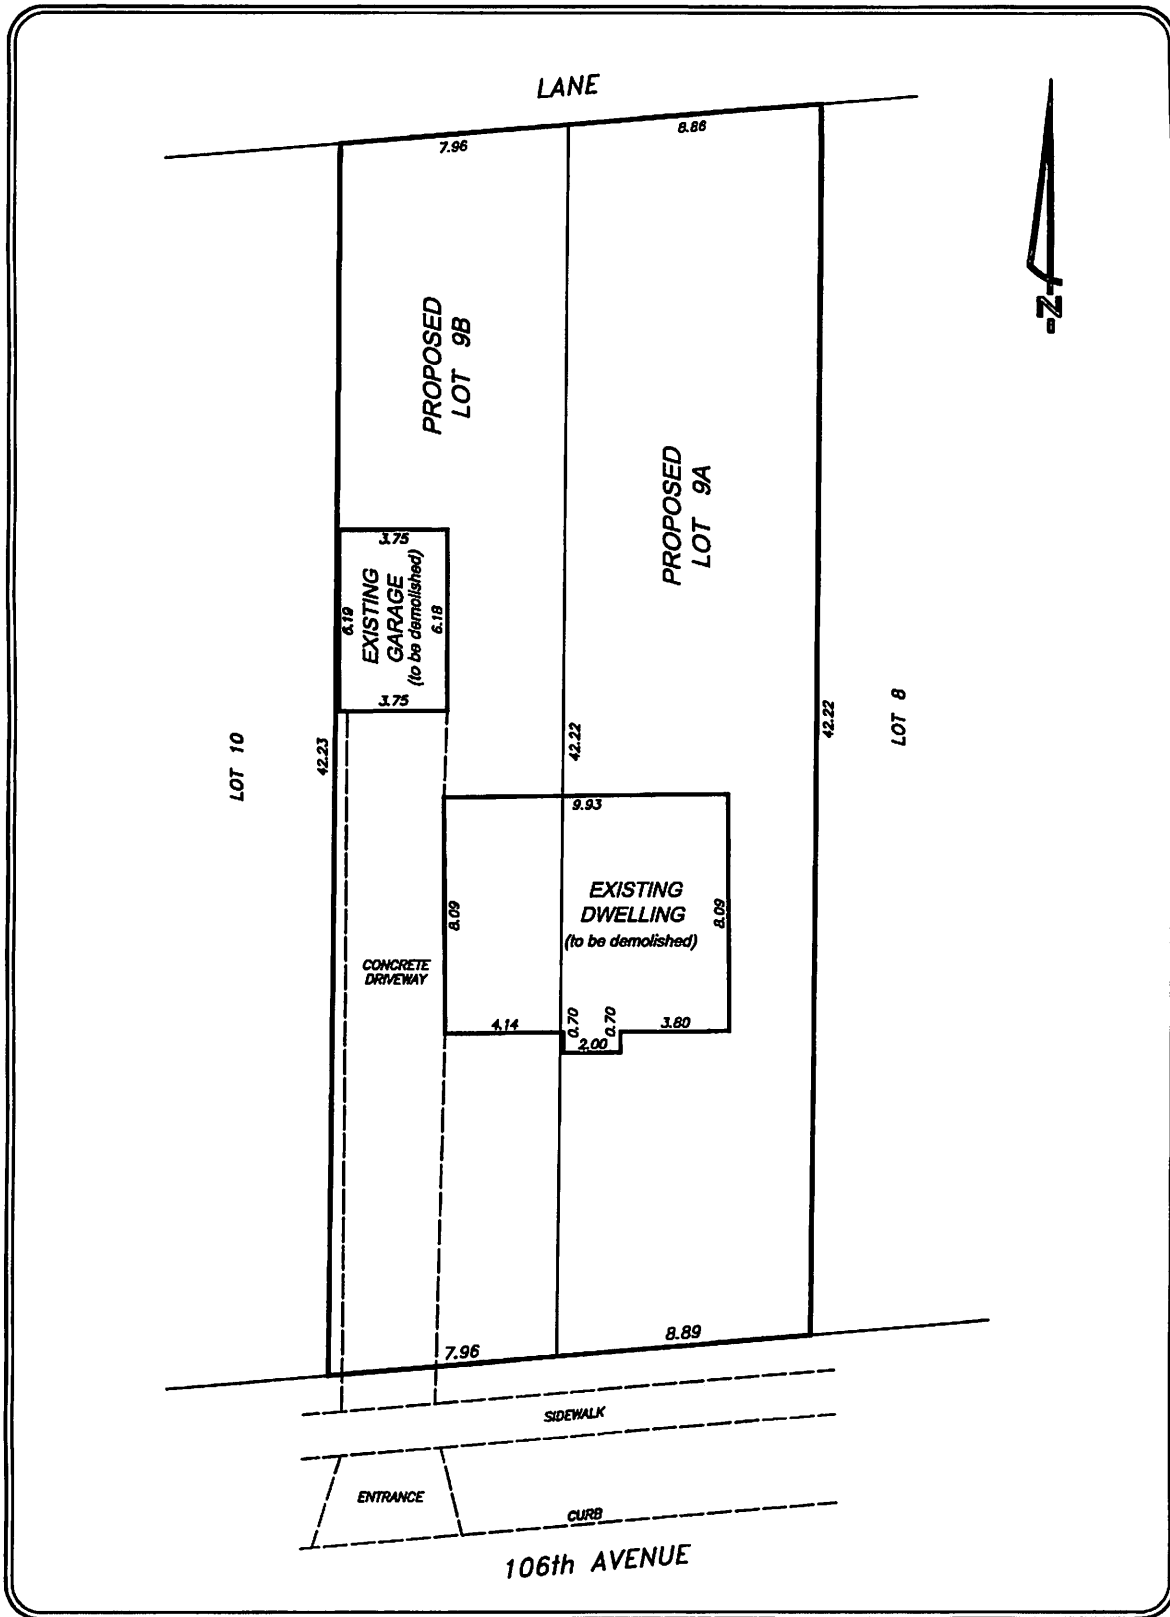 LANE
7.96
8.86
-N-
PROPOSED
LOT 9B
PROPOSED
LOT 9A
3.75
6.19
EXISTING
GARAGE
(to be demolished)
6.18
3.75
LOT 10
42.23
42.22
42.22
LOT 8
9.93
EXISTING
DWELLING
(to be demolished)
8.09
8.09
CONCRETE
DRIVEWAY
4.14
0.70
0.70
2.00
3.80
7.96
8.89
SIDEWALK
ENTRANCE
CURB
106th AVENUE